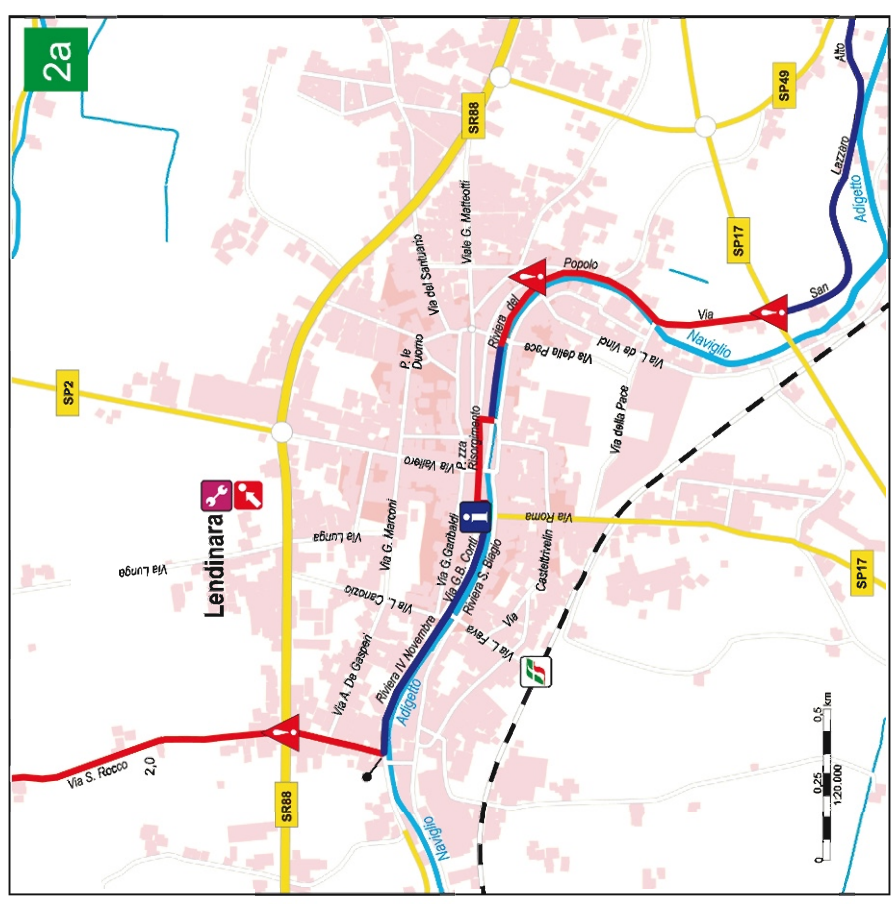 2a
SP2
SR88
SP49
SP17
Alto
Lazzaro
Adigetto
San
Via
Popolo
Riviera del
Naviglio
Viale G. Matteotti
Via del Santuario
P.le
Duomo
Via della Pace
Via L. da Vinci
Via della Pace
P.zza
Risorgimento
Via Valliero
Lendinara
Via Lunga
Via Lunga
Via G. Marconi
Via G.Garibaldi
Via G.B. Conti
Riviera S. Biagio
Via Roma
Via
Casteltrivelin
Via L. Canozio
Via L. Fava
Riviera IV Novembre
Via A. De Gasperi
Adigetto
Naviglio
Via S. Rocco
2,0
SR88
SP17
i
0
0,25
0,5
km
1:20.000